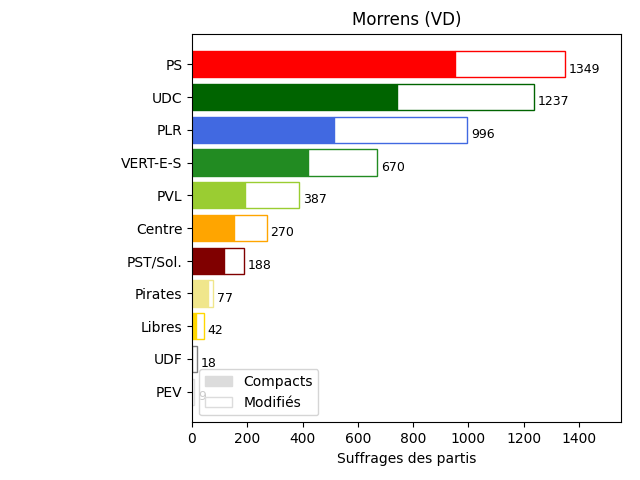 Morrens (VD)
PS 1349
UDC 1237
PLR 996
VERT-E-S 670
PVL 387
Centre 270
PST/Sol. 188
Pirates 77
Libres 42
UDF 18
PEV 9
Compacts
Modifiés
0 200 400 600 800 1000 1200 1400
Suffrages des partis